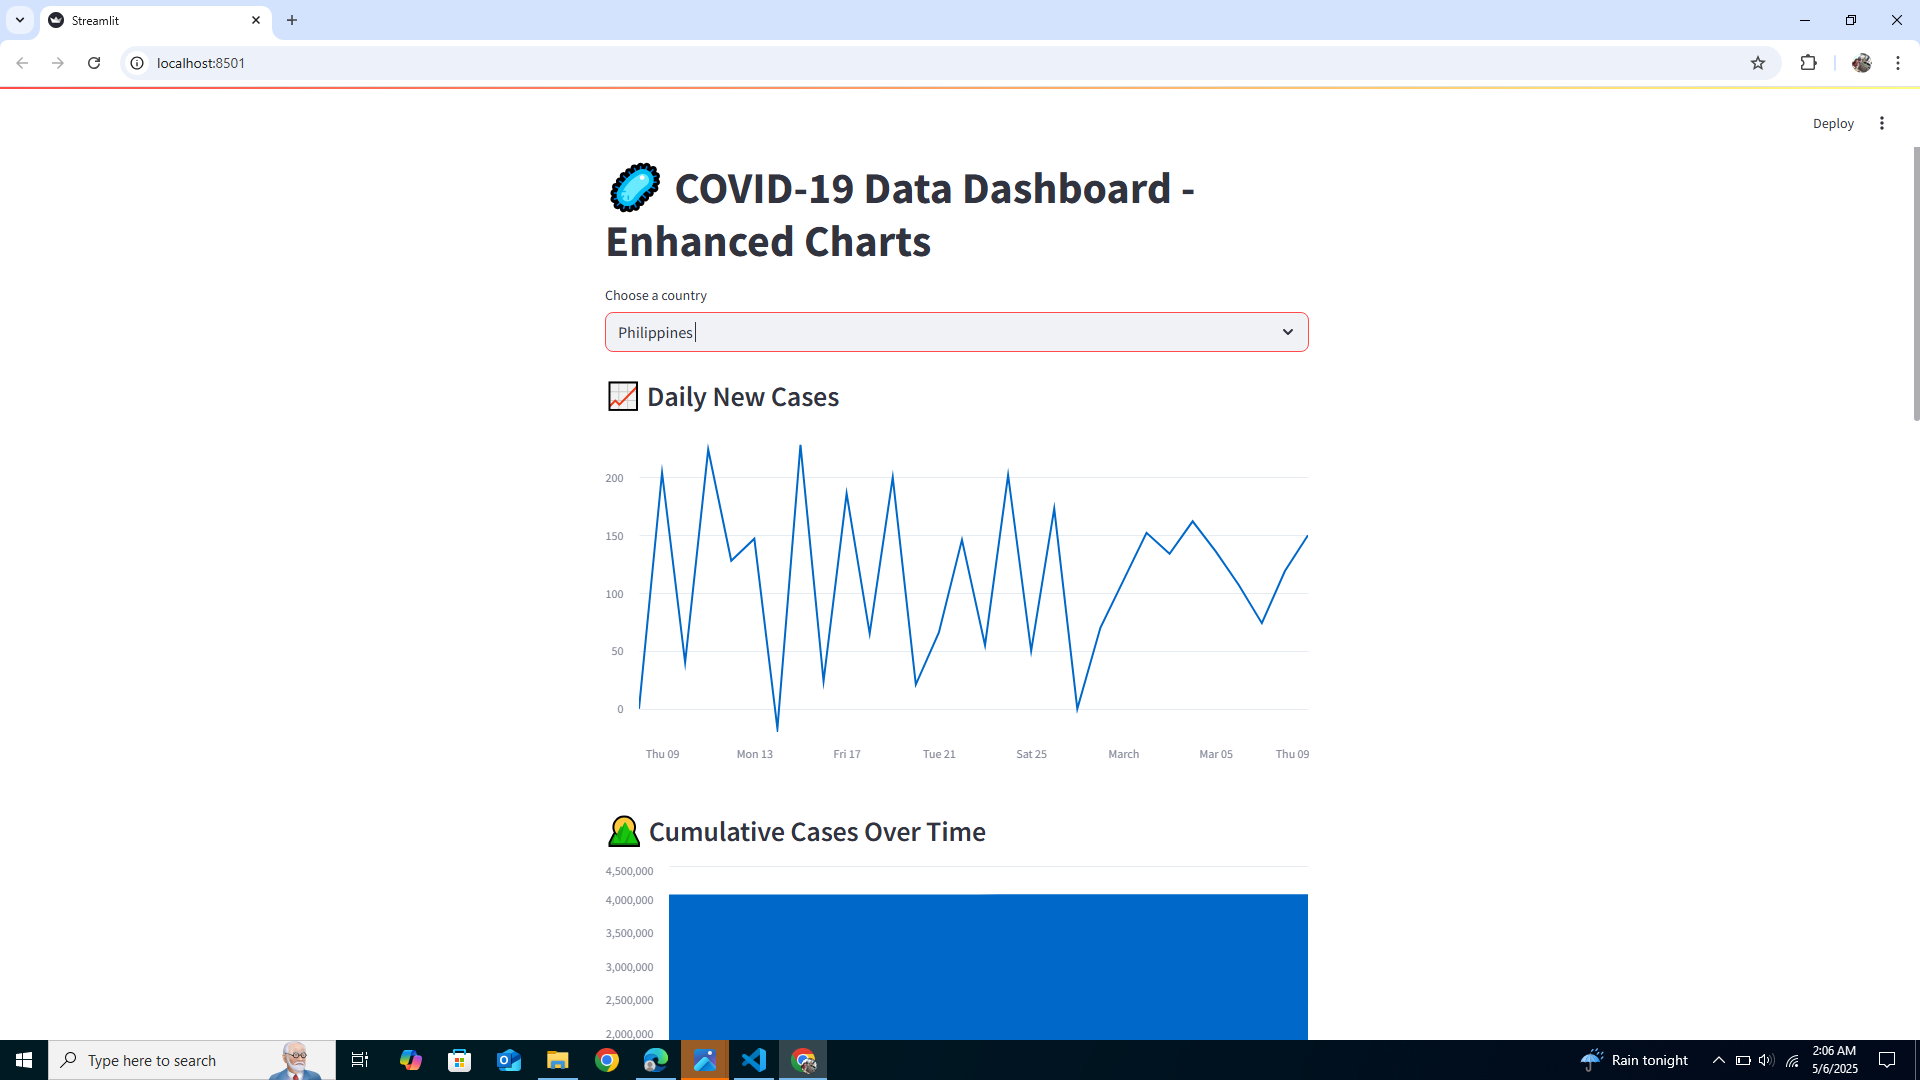 Streamlit
localhost:8501
Deploy
COVID-19 Data Dashboard -
Enhanced Charts
Choose a country
Philippines
Daily New Cases
200
150
100
50
0
Thu 09 Mon 13 Fri 17 Tue 21 Sat 25 March Mar 05 Thu 09
Cumulative Cases Over Time
4,500,000
4,000,000
3,500,000
3,000,000
2,500,000
2,000,000
Type here to search
Rain tonight
2:06 AM
5/6/2025